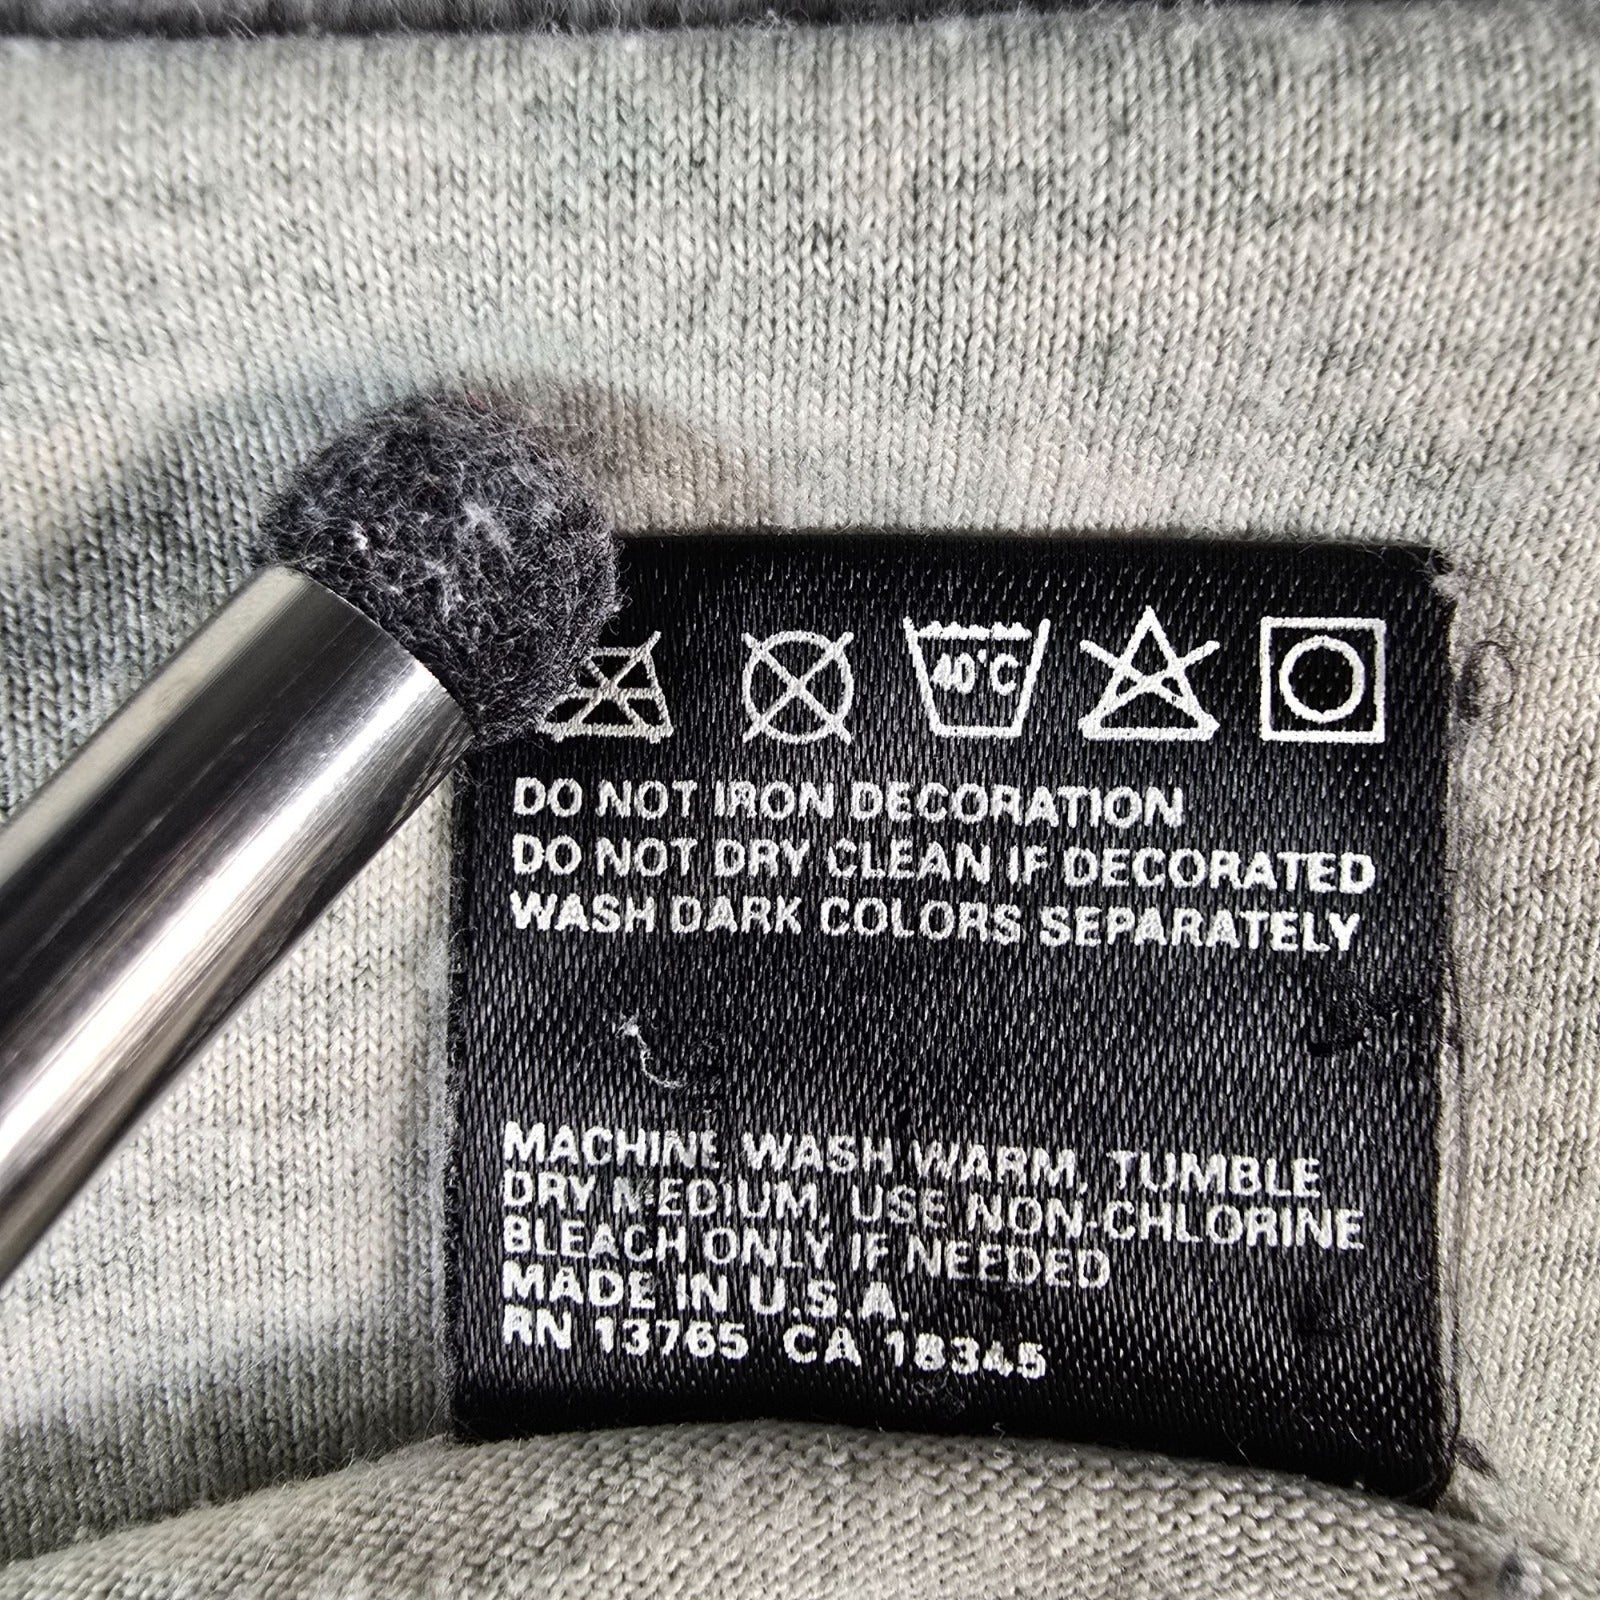 40°C
DO NOT IRON DECORATION
DO NOT DRY CLEAN IF DECORATED
WASH DARK COLORS SEPARATELY
MACHINE WASH WARM, TUMBLE
DRY MEDIUM, USE NON-CHLORINE
BLEACH ONLY IF NEEDED
MADE IN U.S.A.
RN 13765 CA 18345